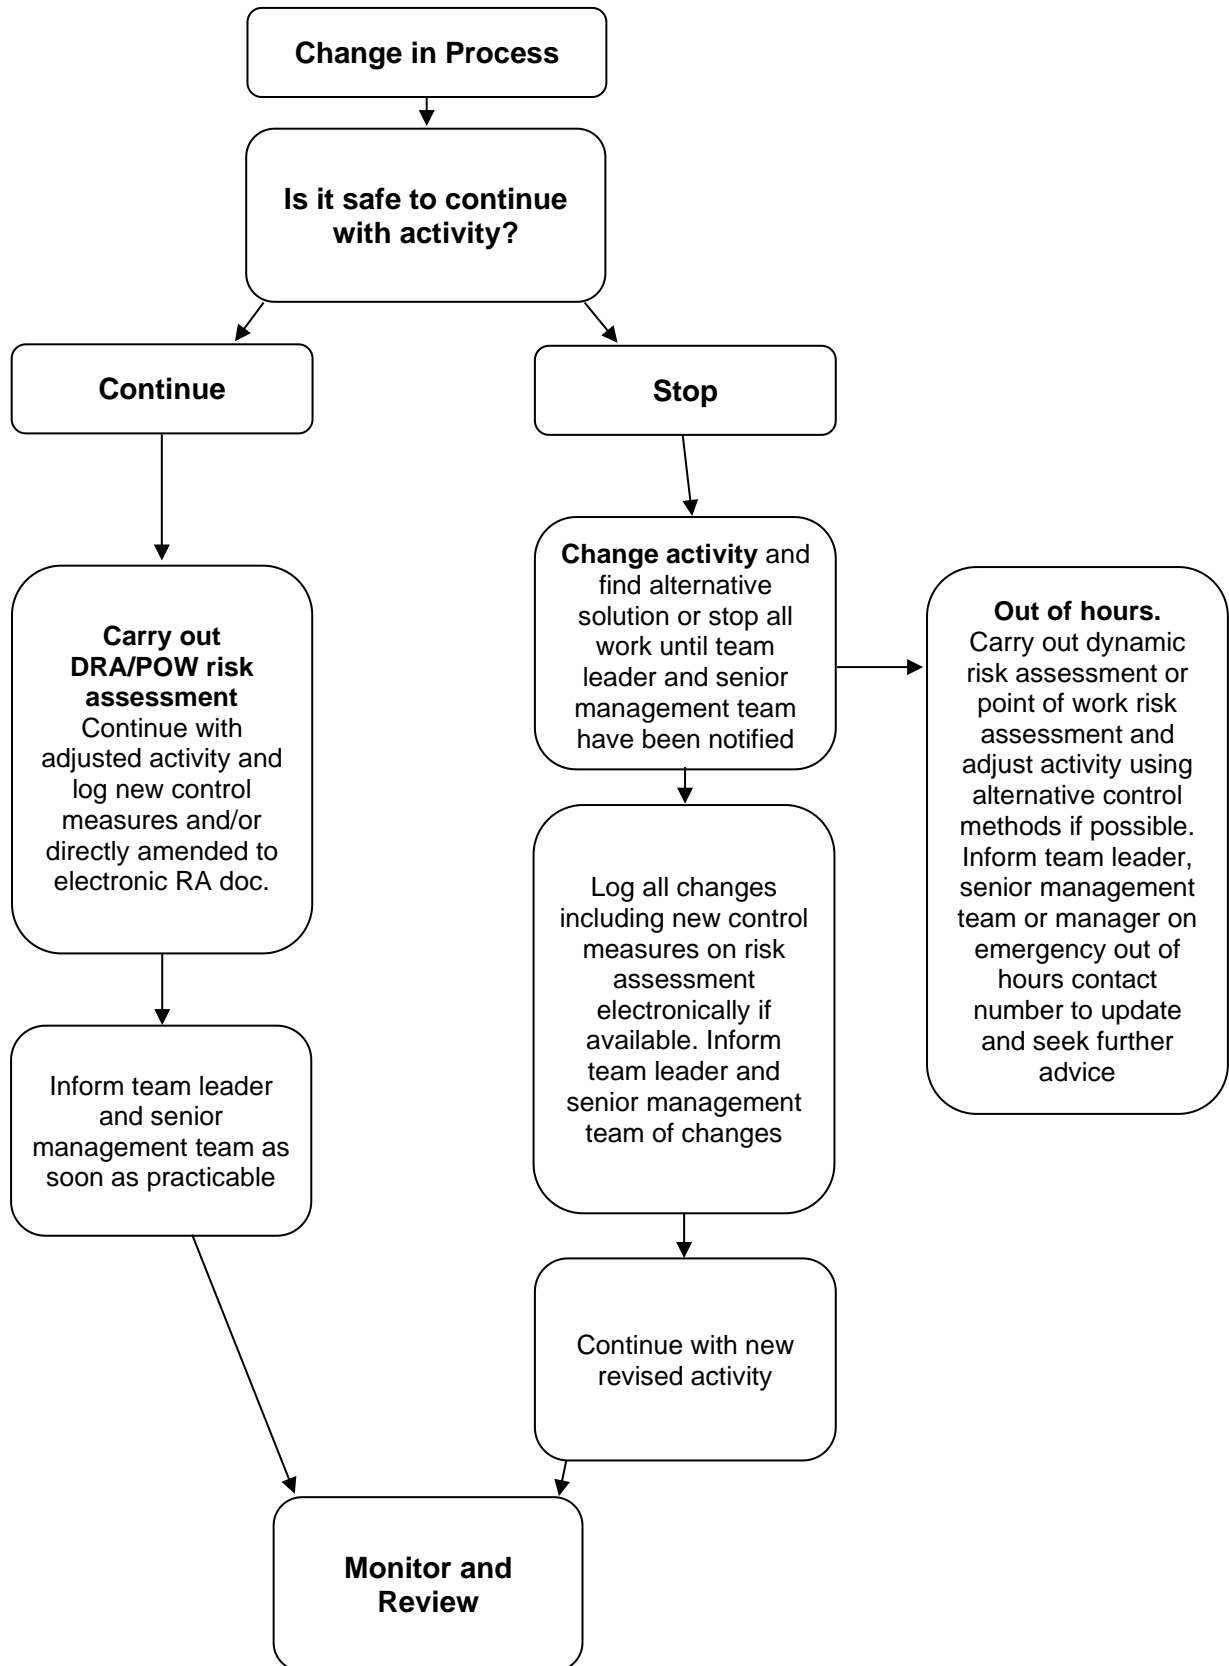 Change in Process
Is it safe to continue
with activity?
Continue
Stop
Carry out
DRA/POW risk
assessment
Continue with
adjusted activity and
log new control
measures and/or
directly amended to
electronic RA doc.
Inform team leader
and senior
management team as
soon as practicable
Change activity and
find alternative
solution or stop all
work until team
leader and senior
management team
have been notified
Out of hours.
Carry out dynamic
risk assessment or
point of work risk
assessment and
adjust activity using
alternative control
methods if possible.
Inform team leader,
senior management
team or manager on
emergency out of
hours contact
number to update
and seek further
advice
Log all changes
including new control
measures on risk
assessment
electronically if
available. Inform
team leader and
senior management
team of changes
Continue with new
revised activity
Monitor and
Review